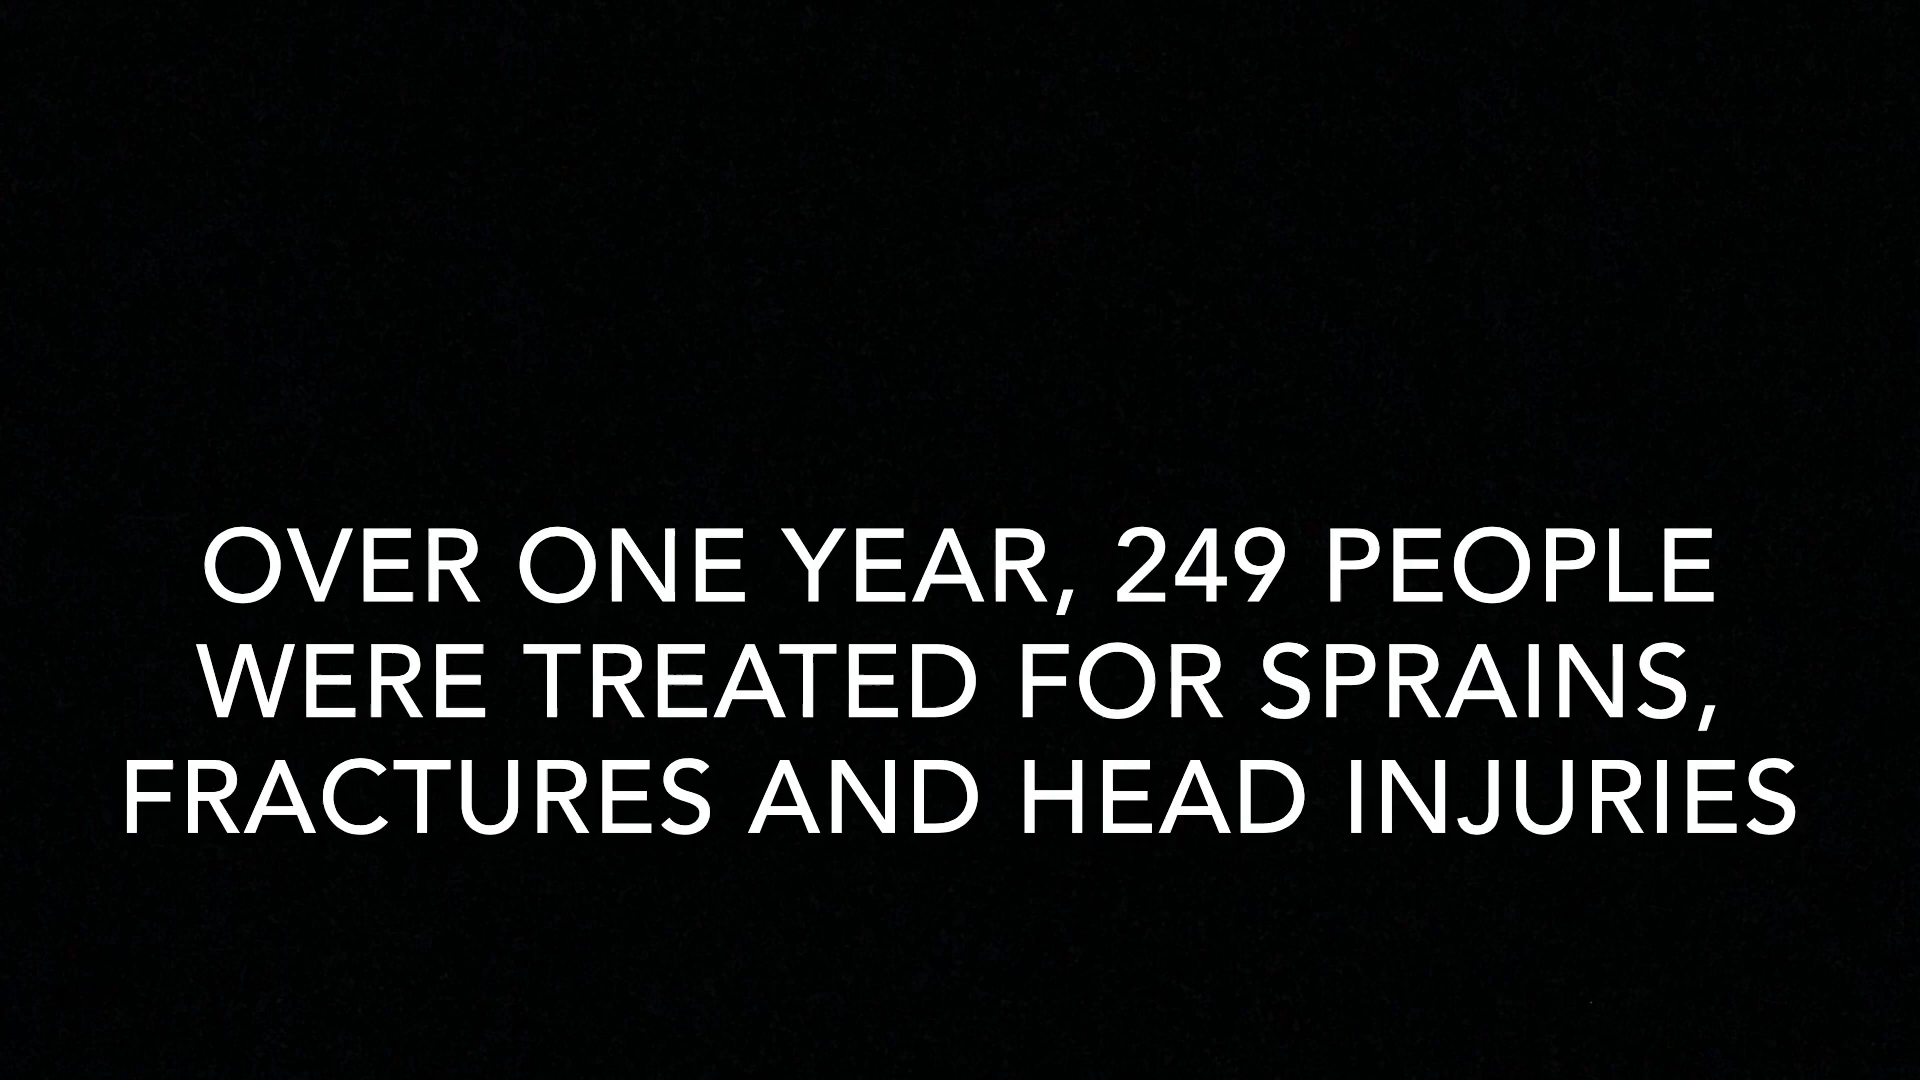 OVER ONE YEAR, 249 PEOPLE
WERE TREATED FOR SPRAINS,
FRACTURES AND HEAD INJURIES